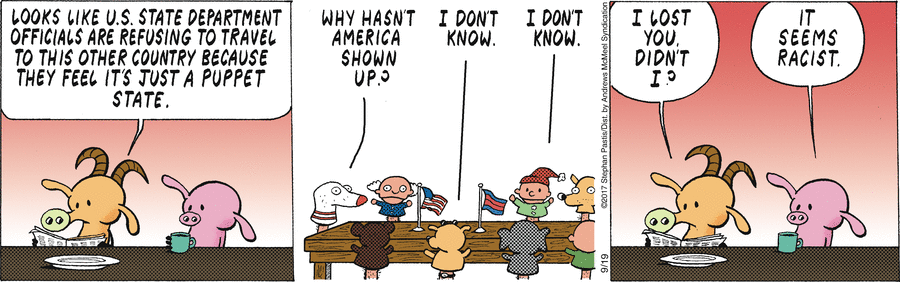 LOOKS LIKE U.S. STATE DEPARTMENT
OFFICIALS ARE REFUSING TO TRAVEL
TO THIS OTHER COUNTRY BECAUSE
THEY FEEL IT'S JUST A PUPPET
STATE.
WHY HASN'T
AMERICA
SHOWN
UP?
I DON'T
KNOW.
I DON'T
KNOW.
©2017 Stephan Pastis/Dist. by Andrews McMeel Syndication
9/19
I LOST
YOU,
DIDN'T
I?
IT
SEEMS
RACIST.